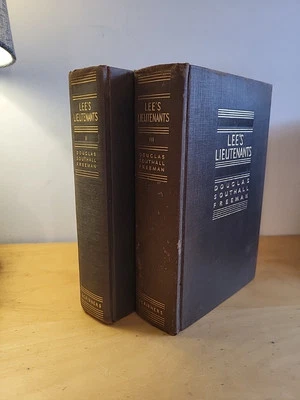 LEE'S
LIEUTENANTS
I
DOUGLAS
SOUTHALL
FREEMAN
SCRIBNERS
LEE'S
LIEUTENANTS
III
DOUGLAS
SOUTHALL
FREEMAN
SCRIBNERS
LEE'S
LIEUTENANTS
DOUGLAS
SOUTHALL
FREEMAN